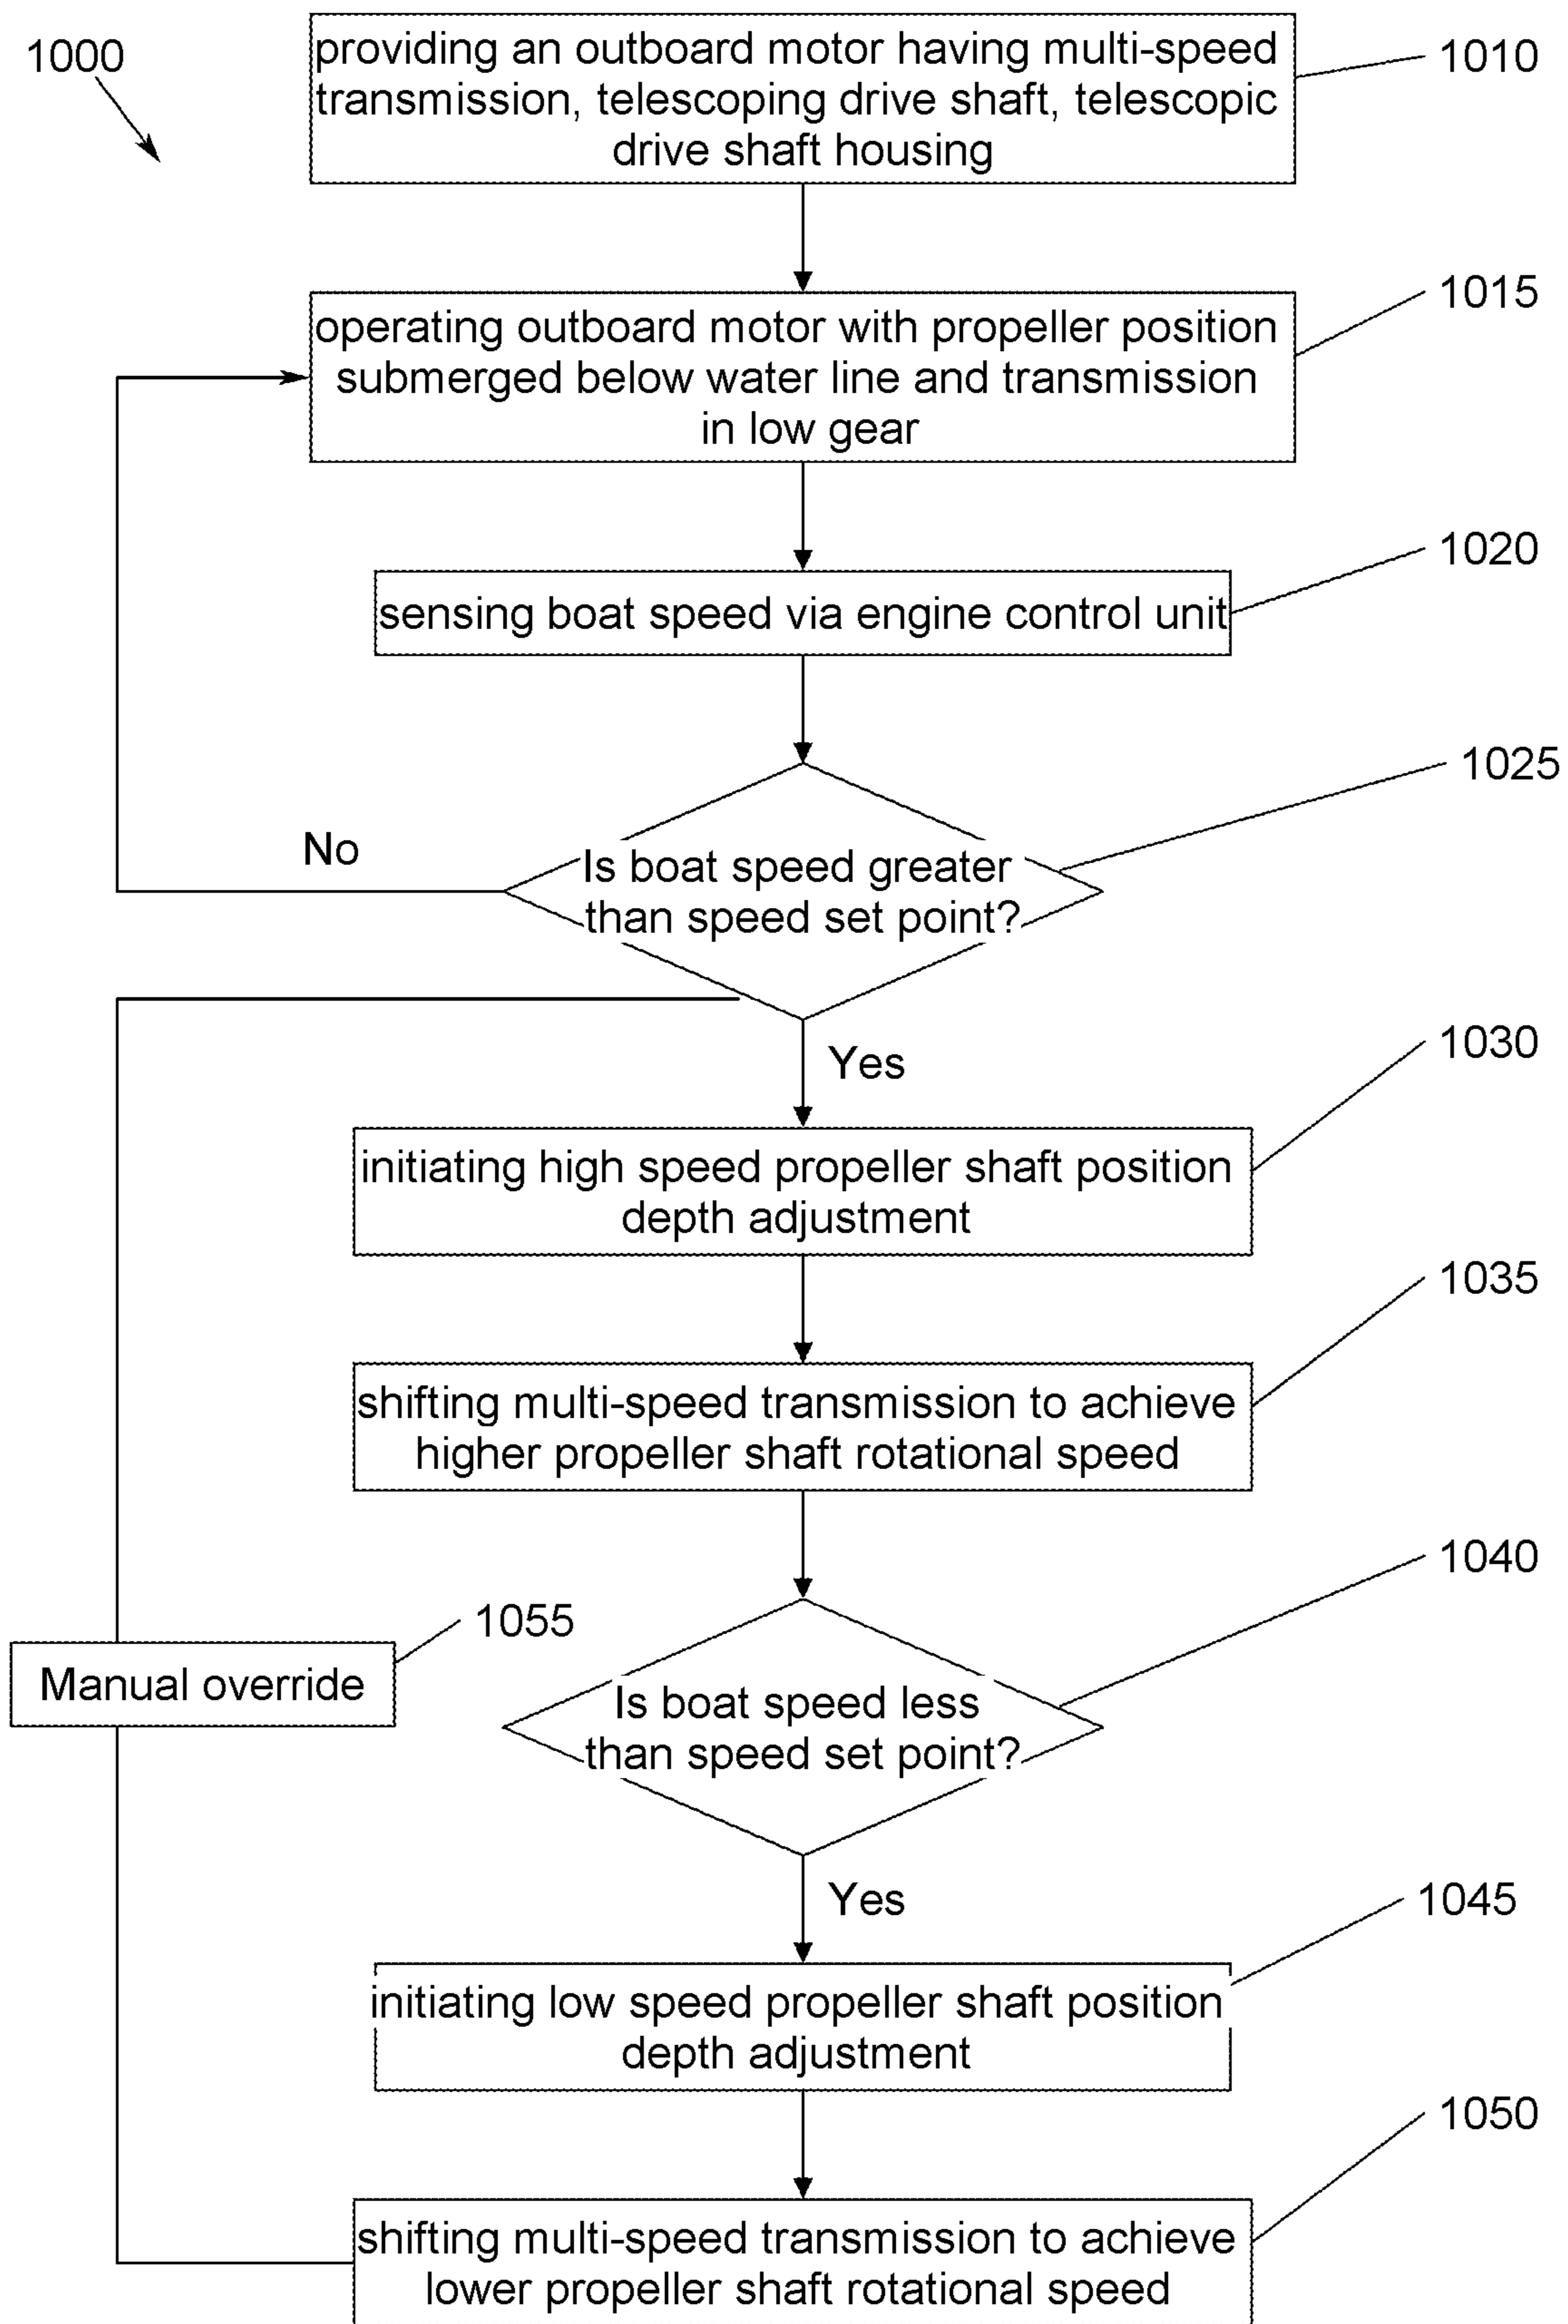 1000
providing an outboard motor having multi-speed
transmission, telescoping drive shaft, telescopic
drive shaft housing
1010
operating outboard motor with propeller position
submerged below water line and transmission
in low gear
1015
sensing boat speed via engine control unit
1020
Is boat speed greater
than speed set point?
1025
No
Yes
initiating high speed propeller shaft position
depth adjustment
1030
shifting multi-speed transmission to achieve
higher propeller shaft rotational speed
1035
Is boat speed less
than speed set point?
1040
Manual override
1055
Yes
initiating low speed propeller shaft position
depth adjustment
1045
shifting multi-speed transmission to achieve
lower propeller shaft rotational speed
1050